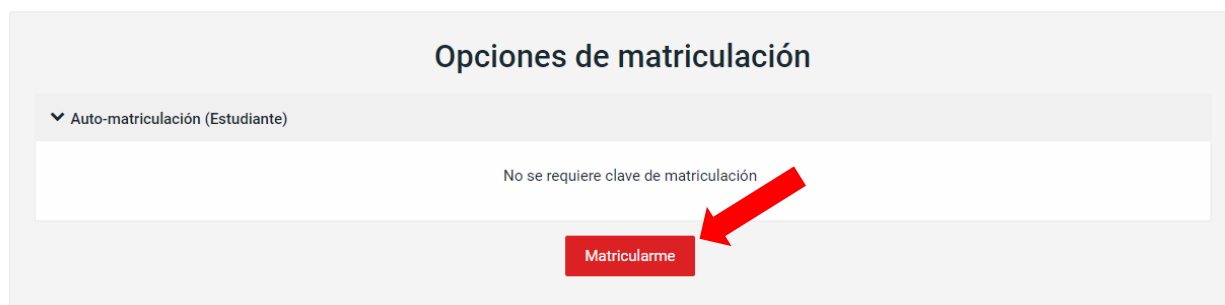 Opciones de matriculación
Auto-matriculación (Estudiante)
No se requiere clave de matriculación
Matricularme